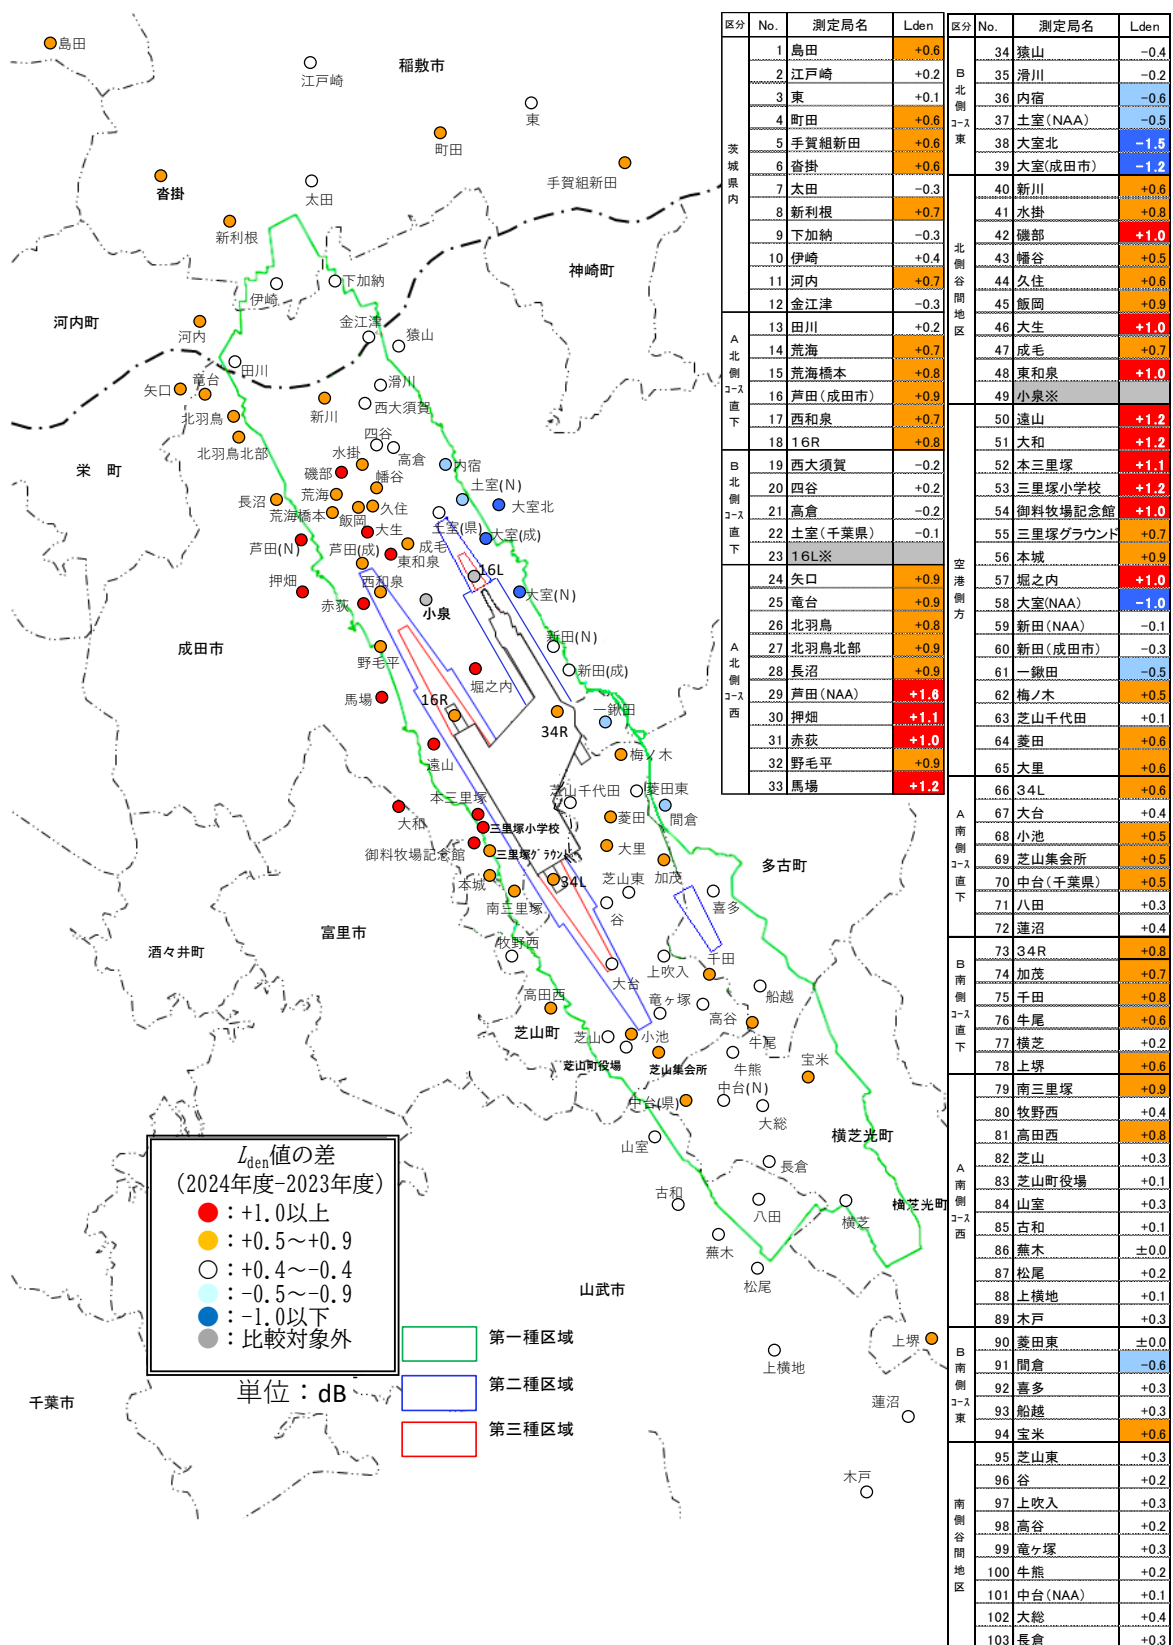 島田
江戸崎
稲敷市
東
町田
手賀組新田
沓掛
太田
新利根
神崎町
伊崎
下加納
河内町
河内
金江津
猿山
田川
矢口
竜台
滑川
新川
西大須賀
北羽鳥
北羽鳥北部
四谷
高倉
栄 町
水掛
内宿
磯部
幡谷
土室(N)
長沼
荒海
大室北
荒海橋本
飯岡
久住
土室(県)
大生
大室(成)
芦田(N)
芦田(成)
成毛
東和泉
16L
押畑
西和泉
大室(N)
赤荻
小泉
成田市
新田(N)
野毛平
新田(成)
堀之内
馬場
16R
一鍬田
34R
遠山
梅ノ木
芝山千代田
菱田東
本三里塚
大和
菱田
間倉
三里塚小学校
御料牧場記念館
三里塚グラウンド
大里
多古町
加茂
本城
34L
芝山東
南三里塚
谷
喜多
富里市
酒々井町
牧野西
上吹入
千田
大台
船越
高田西
竜ヶ塚
高谷
芝山町
芝山
小池
牛尾
芝山町役場
芝山集会所
牛熊
宝米
中台(県)
中台(N)
大総
山室
横芝光町
長倉
古和
八田
横芝
横芝光町
蕪木
松尾
山武市
上堺
上横地
蓮沼
千葉市
木戸
Lden値の差
(2024年度-2023年度)
：+1.0以上
：+0.5～+0.9
：+0.4～-0.4
：-0.5～-0.9
：-1.0以下
：比較対象外
単位：dB
第一種区域
第二種区域
第三種区域
区分 No. 測定局名 Lden
茨城県内
1 島田 +0.6
2 江戸崎 +0.2
3 東 +0.1
4 町田 +0.6
5 手賀組新田 +0.6
6 沓掛 +0.6
7 太田 -0.3
8 新利根 +0.7
9 下加納 -0.3
10 伊崎 +0.4
11 河内 +0.7
12 金江津 -0.3
A北側コース直下
13 田川 +0.2
14 荒海 +0.7
15 荒海橋本 +0.8
16 芦田(成田市) +0.9
17 西和泉 +0.7
18 16R +0.8
B北側コース直下
19 西大須賀 -0.2
20 四谷 +0.2
21 高倉 -0.2
22 土室(千葉県) -0.1
23 16L※
A北側コース西
24 矢口 +0.9
25 竜台 +0.9
26 北羽鳥 +0.8
27 北羽鳥北部 +0.9
28 長沼 +0.9
29 芦田(NAA) +1.6
30 押畑 +1.1
31 赤荻 +1.0
32 野毛平 +0.9
33 馬場 +1.2
区分 No. 測定局名 Lden
B北側コース東
34 猿山 -0.4
35 滑川 -0.2
36 内宿 -0.6
37 土室(NAA) -0.5
38 大室北 -1.5
39 大室(成田市) -1.2
北側谷間地区
40 新川 +0.6
41 水掛 +0.8
42 磯部 +1.0
43 幡谷 +0.5
44 久住 +0.6
45 飯岡 +0.9
46 大生 +1.0
47 成毛 +0.7
48 東和泉 +1.0
49 小泉※
空港側方
50 遠山 +1.2
51 大和 +1.2
52 本三里塚 +1.1
53 三里塚小学校 +1.2
54 御料牧場記念館 +1.0
55 三里塚グラウンド +0.7
56 本城 +0.9
57 堀之内 +1.0
58 大室(NAA) -1.0
59 新田(NAA) -0.1
60 新田(成田市) -0.3
61 一鍬田 -0.5
62 梅ノ木 +0.5
63 芝山千代田 +0.1
64 菱田 +0.6
65 大里 +0.6
A南側コース直下
66 34L +0.6
67 大台 +0.4
68 小池 +0.5
69 芝山集会所 +0.5
70 中台(千葉県) +0.5
71 八田 +0.3
72 蓮沼 +0.4
B南側コース直下
73 34R +0.8
74 加茂 +0.7
75 千田 +0.8
76 牛尾 +0.6
77 横芝 +0.2
78 上堺 +0.6
A南側コース西
79 南三里塚 +0.9
80 牧野西 +0.4
81 高田西 +0.8
82 芝山 +0.3
83 芝山町役場 +0.1
84 山室 +0.3
85 古和 +0.1
86 蕪木 ±0.0
87 松尾 +0.2
88 上横地 +0.1
89 木戸 +0.3
B南側コース東
90 菱田東 ±0.0
91 間倉 -0.6
92 喜多 +0.3
93 船越 +0.3
94 宝米 +0.6
南側谷間地区
95 芝山東 +0.3
96 谷 +0.2
97 上吹入 +0.3
98 高谷 +0.2
99 竜ヶ塚 +0.3
100 牛熊 +0.2
101 中台(NAA) +0.1
102 大総 +0.4
103 長倉 +0.3